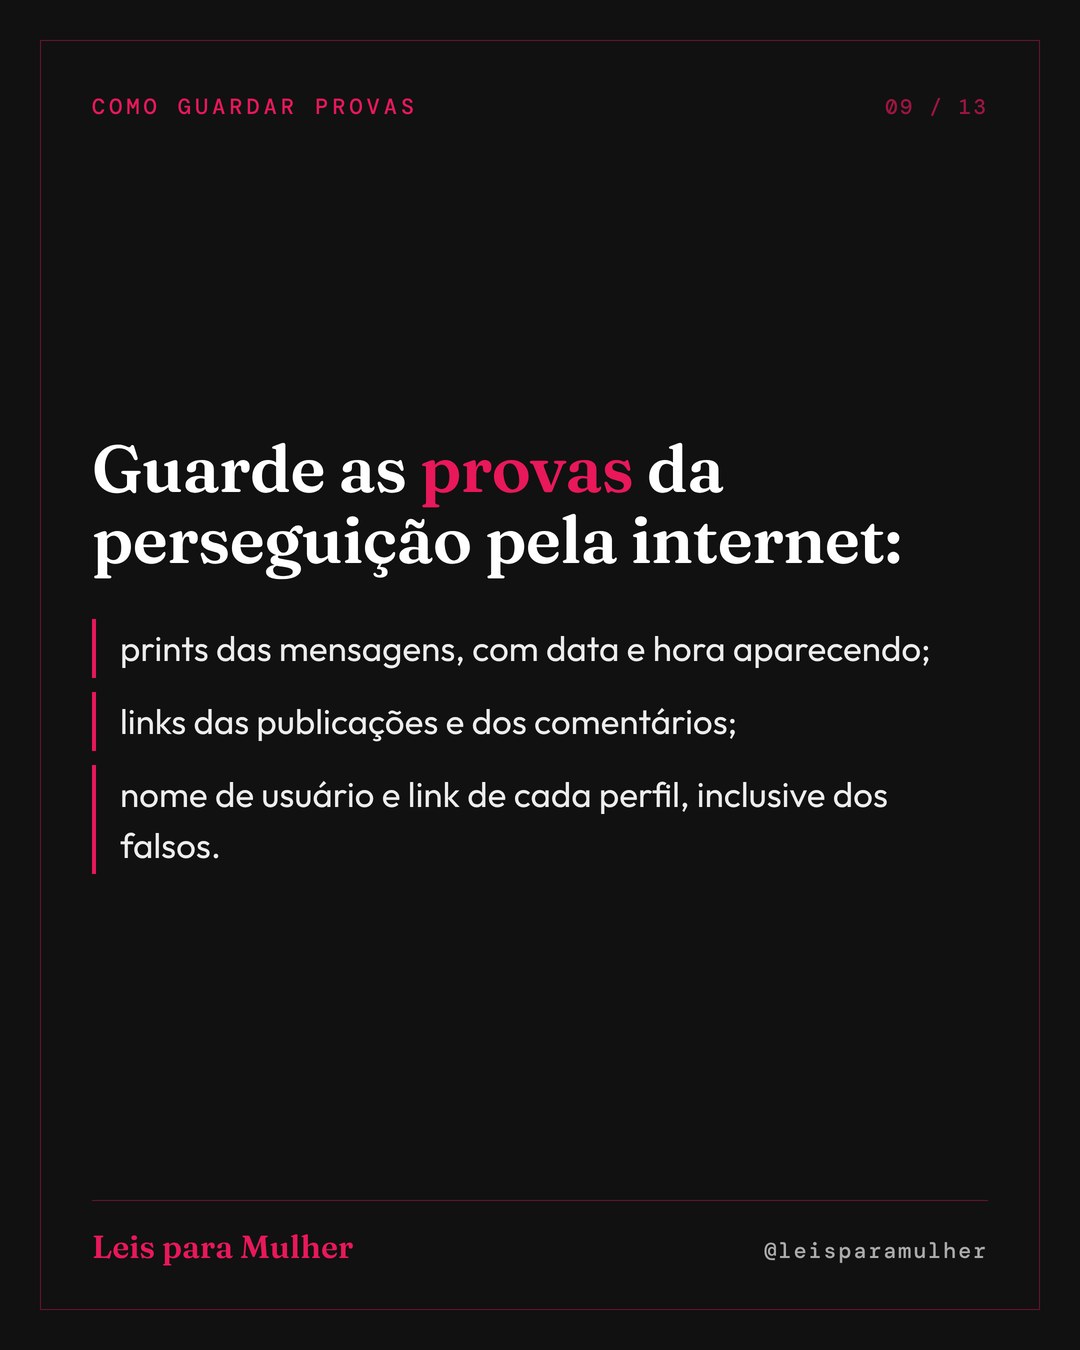 COMO GUARDAR PROVAS
09 / 13
Guarde as provas da
perseguição pela internet:
prints das mensagens, com data e hora aparecendo;
links das publicações e dos comentários;
nome de usuário e link de cada perfil, inclusive dos
falsos.
Leis para Mulher
@leisparamulher